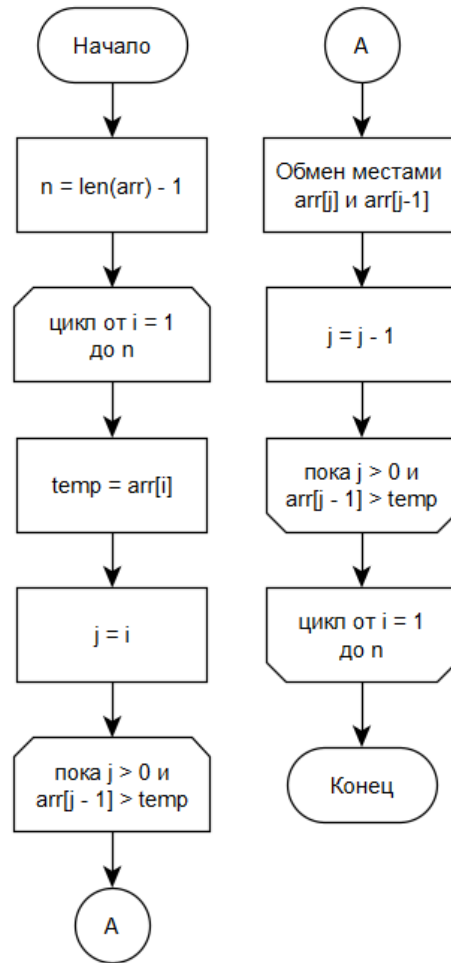 Начало
n = len(arr) - 1
цикл от i = 1
до n
temp = arr[i]
j = i
пока j > 0 и
arr[j - 1] > temp
A
A
Обмен местами
arr[j] и arr[j-1]
j = j - 1
пока j > 0 и
arr[j - 1] > temp
цикл от i = 1
до n
Конец